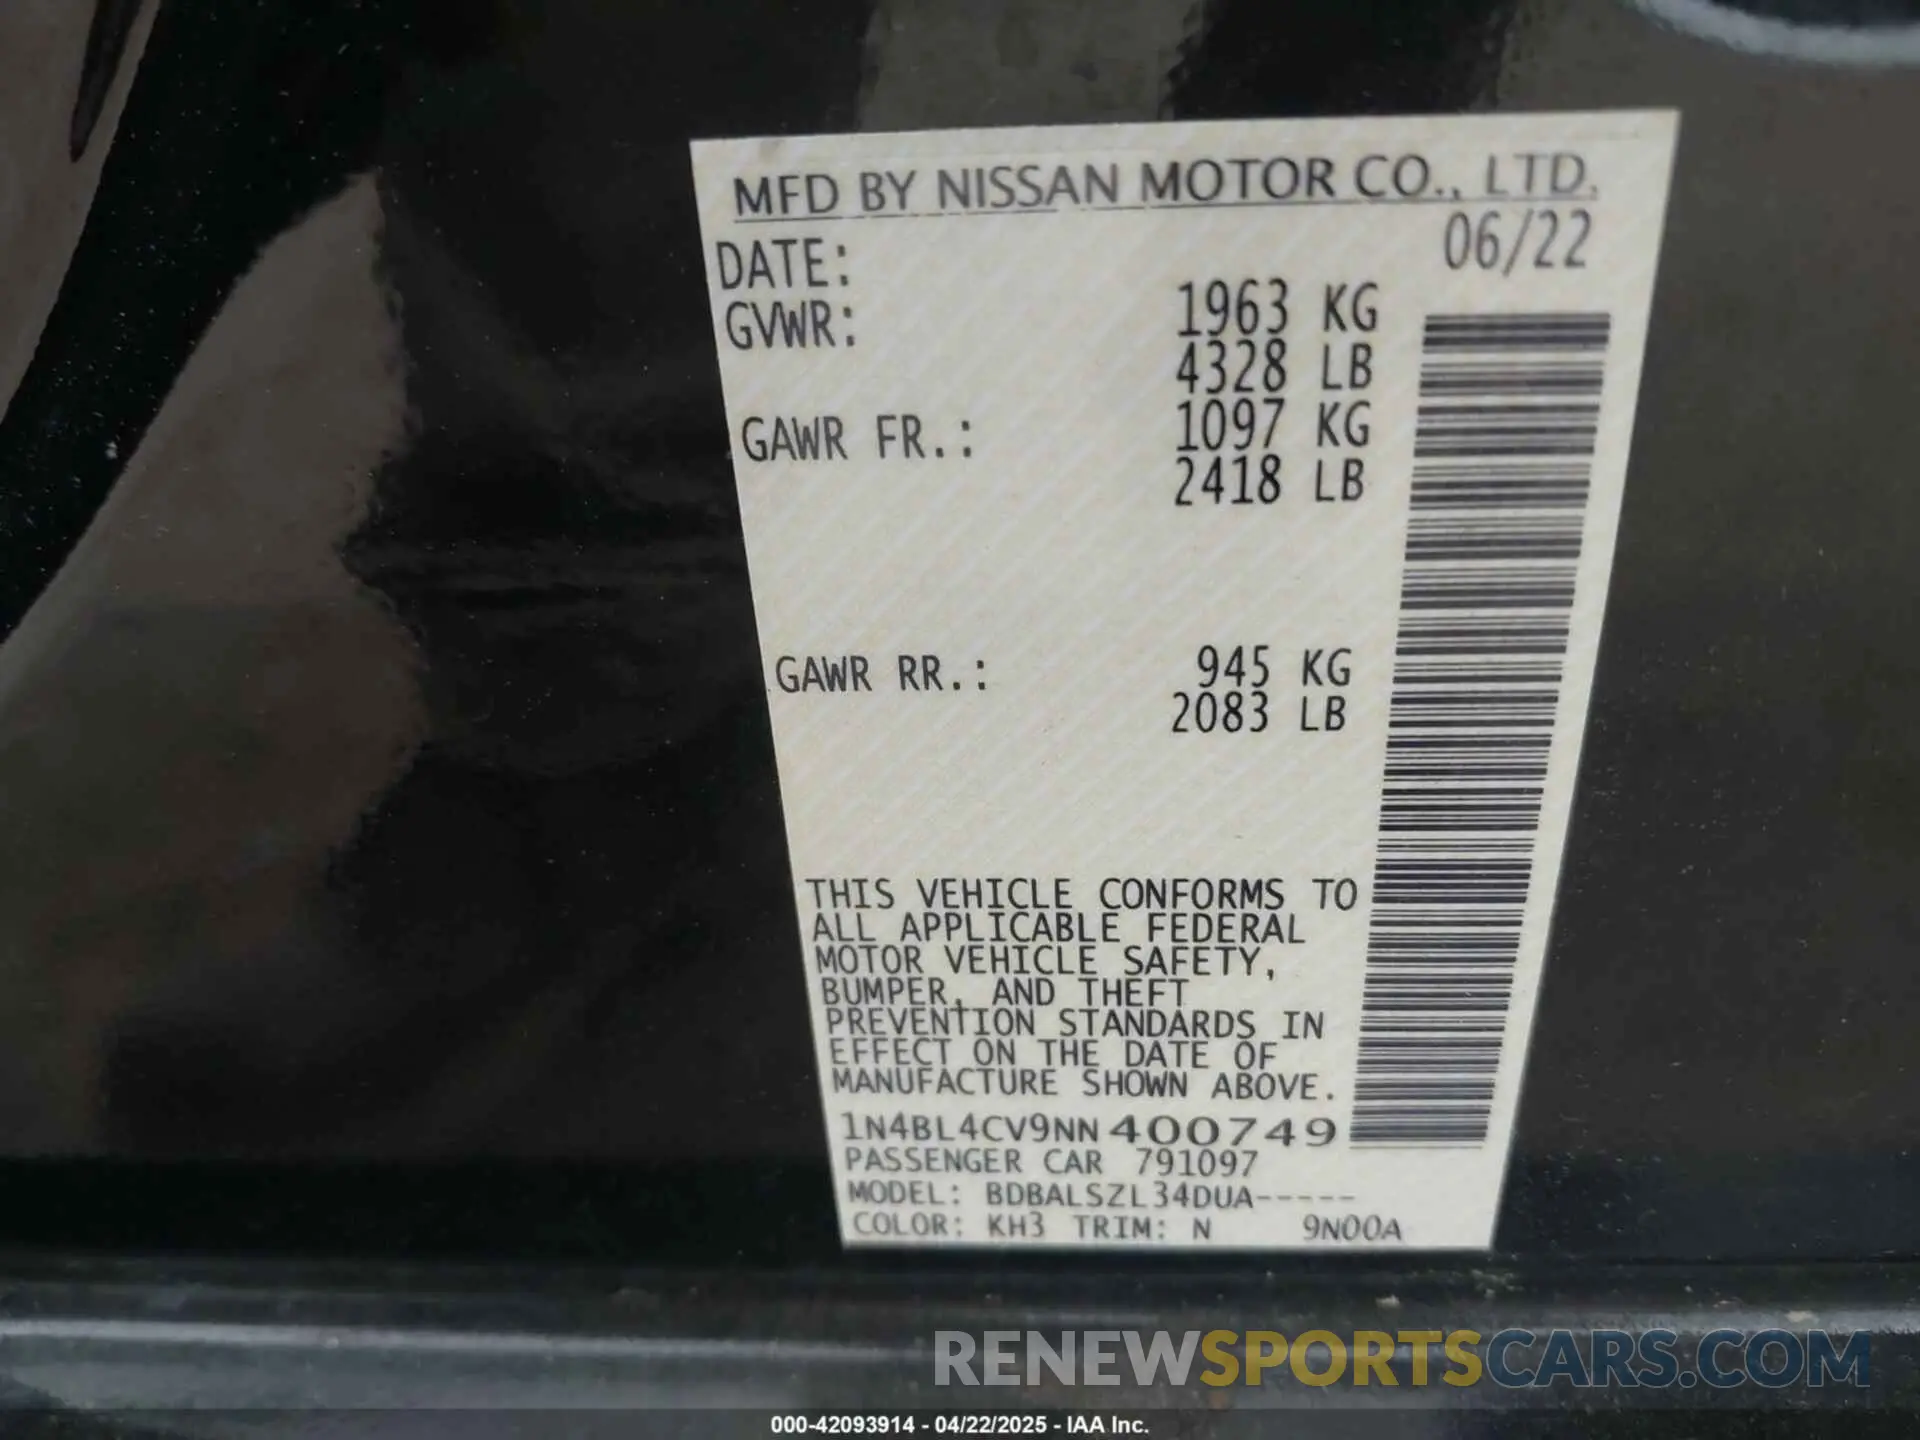 MFD BY NISSAN MOTOR CO., LTD.
DATE: 06/22
GVWR: 1963 KG
4328 LB
GAWR FR.: 1097 KG
2418 LB
GAWR RR.: 945 KG
2083 LB
THIS VEHICLE CONFORMS TO
ALL APPLICABLE FEDERAL
MOTOR VEHICLE SAFETY,
BUMPER, AND THEFT
PREVENTION STANDARDS IN
EFFECT ON THE DATE OF
MANUFACTURE SHOWN ABOVE.
1N4BL4CV9NN400749
PASSENGER CAR 791097
MODEL: BDBALSZL34DUA-----
COLOR: KH3 TRIM: N 9N00A
RENEWSPORTSCARS.COM
000-42093914 - 04/22/2025 - IAA Inc.